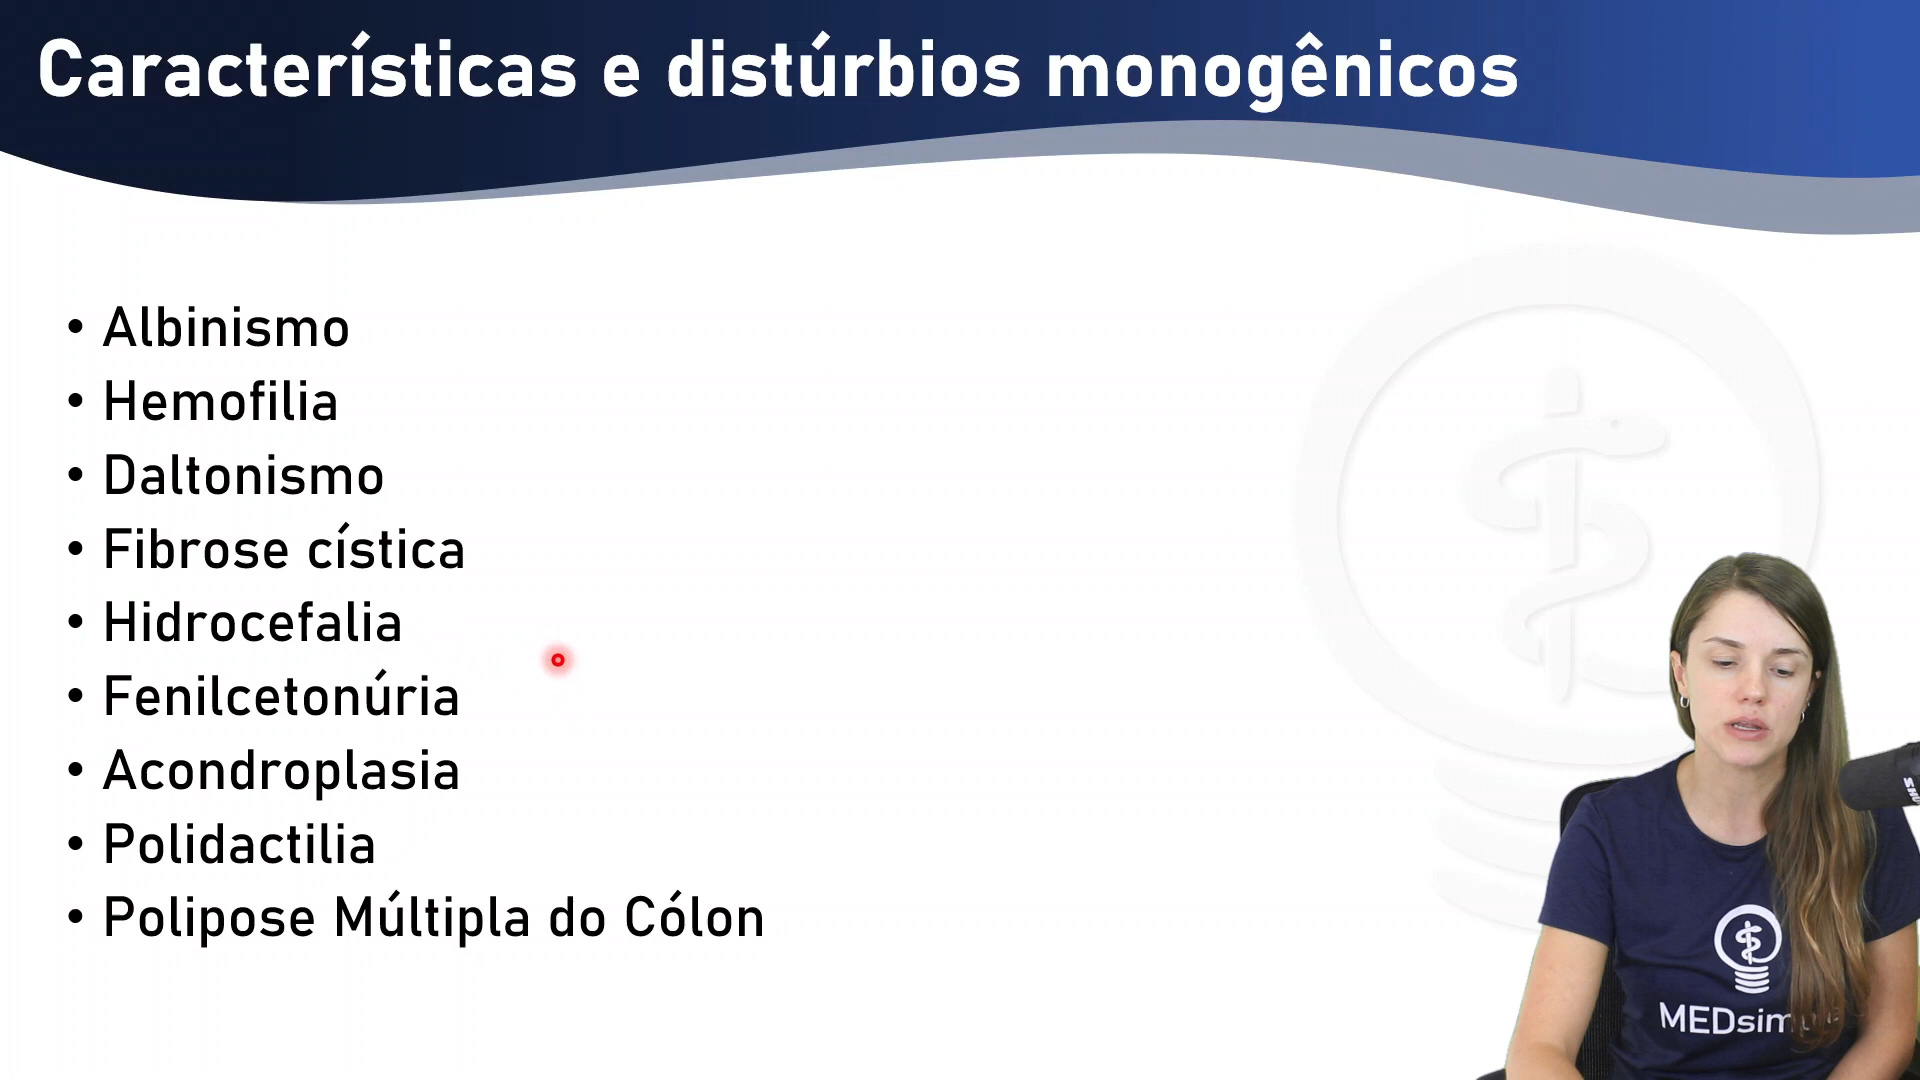 Características e distúrbios monogênicos
• Albinismo
• Hemofilia
• Daltonismo
• Fibrose cística
• Hidrocefalia
• Fenilcetonúria
• Acondroplasia
• Polidactilia
• Polipose Múltipla do Cólon